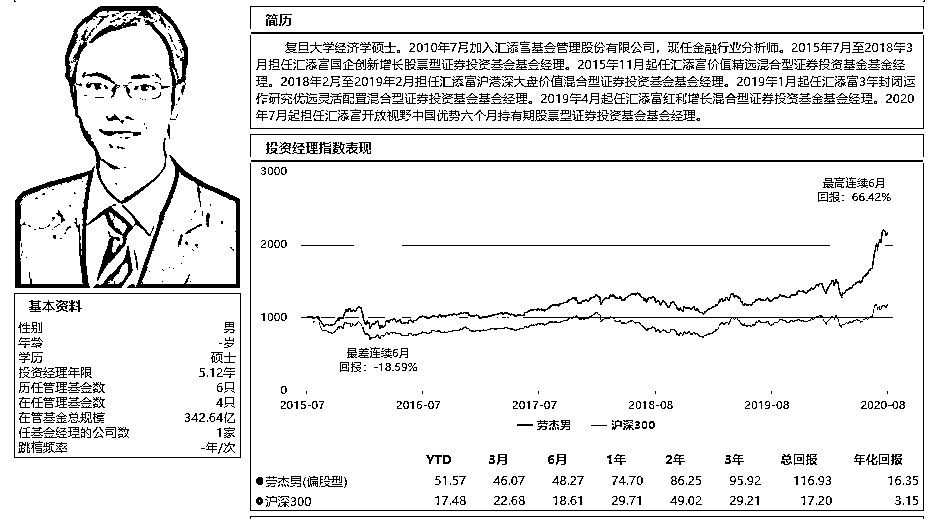 简历
复旦大学经济学硕士。2010年7月加入汇添富基金管理股份有限公司，现任金融行业分析师。2015年7月至2018年3
月担任汇添富国企创新增长股票型证券投资基金基金经理。2015年11月起任汇添富价值精选混合型证券投资基金基金经
理。2018年2月至2019年2月担任汇添富沪港深大盘价值混合型证券投资基金基金经理。2019年1月起任汇添富3年封闭运
作研究优选灵活配置混合型证券投资基金基金经理。2019年4月起任汇添富红利增长混合型证券投资基金基金经理。2020
年7月起担任汇添富开放视野中国优势六个月持有期股票型证券投资基金基金经理。
投资经理指数表现
3000
2000
1000
0
最高连续6月
回报：66.42%
最差连续6月
回报：-18.59%
2015-07 2016-07 2017-07 2018-08 2019-08 2020-08
劳杰男 沪深300
YTD 3月 6月 1年 2年 3年 总回报 年化回报
劳杰男(偏股型) 51.57 46.07 48.27 74.70 86.25 95.92 116.93 16.35
沪深300 17.48 22.68 18.61 29.71 49.02 29.21 17.20 3.15
基本资料
性别 男
年龄 -岁
学历 硕士
投资经理年限 5.12年
历任管理基金数 6只
在任管理基金数 4只
在管基金总规模 342.64亿
任基金经理的公司数 1家
跳槽频率 -年/次